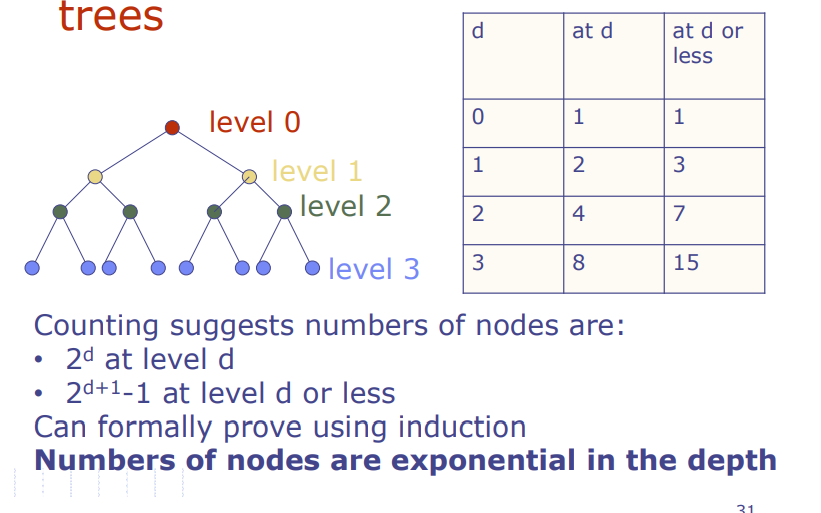 trees
d at d at d or
less
0 1 1
1 2 3
2 4 7
3 8 15
level 0
level 1
level 2
level 3
Counting suggests numbers of nodes are:
• 2ᵈ at level d
• 2ᵈ⁺¹-1 at level d or less
Can formally prove using induction
Numbers of nodes are exponential in the depth
31